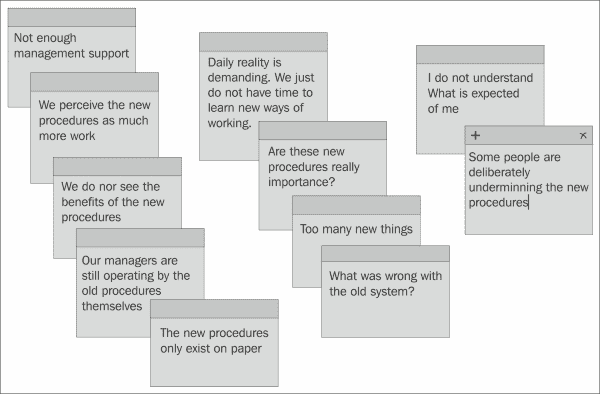 Not enough
management support
We perceive the new
procedures as much
more work
We do nor see the
benefits of the new
procedures
Our managers are
still operating by the
old procedures
themselves
The new procedures
only exist on paper
Daily reality is
demanding. We just
do not have time to
learn new ways of
working.
Are these new
procedures really
importance?
Too many new things
What was wrong with
the old system?
I do not understand
What is expected
of me
Some people are
deliberately
underminning the new
procedures